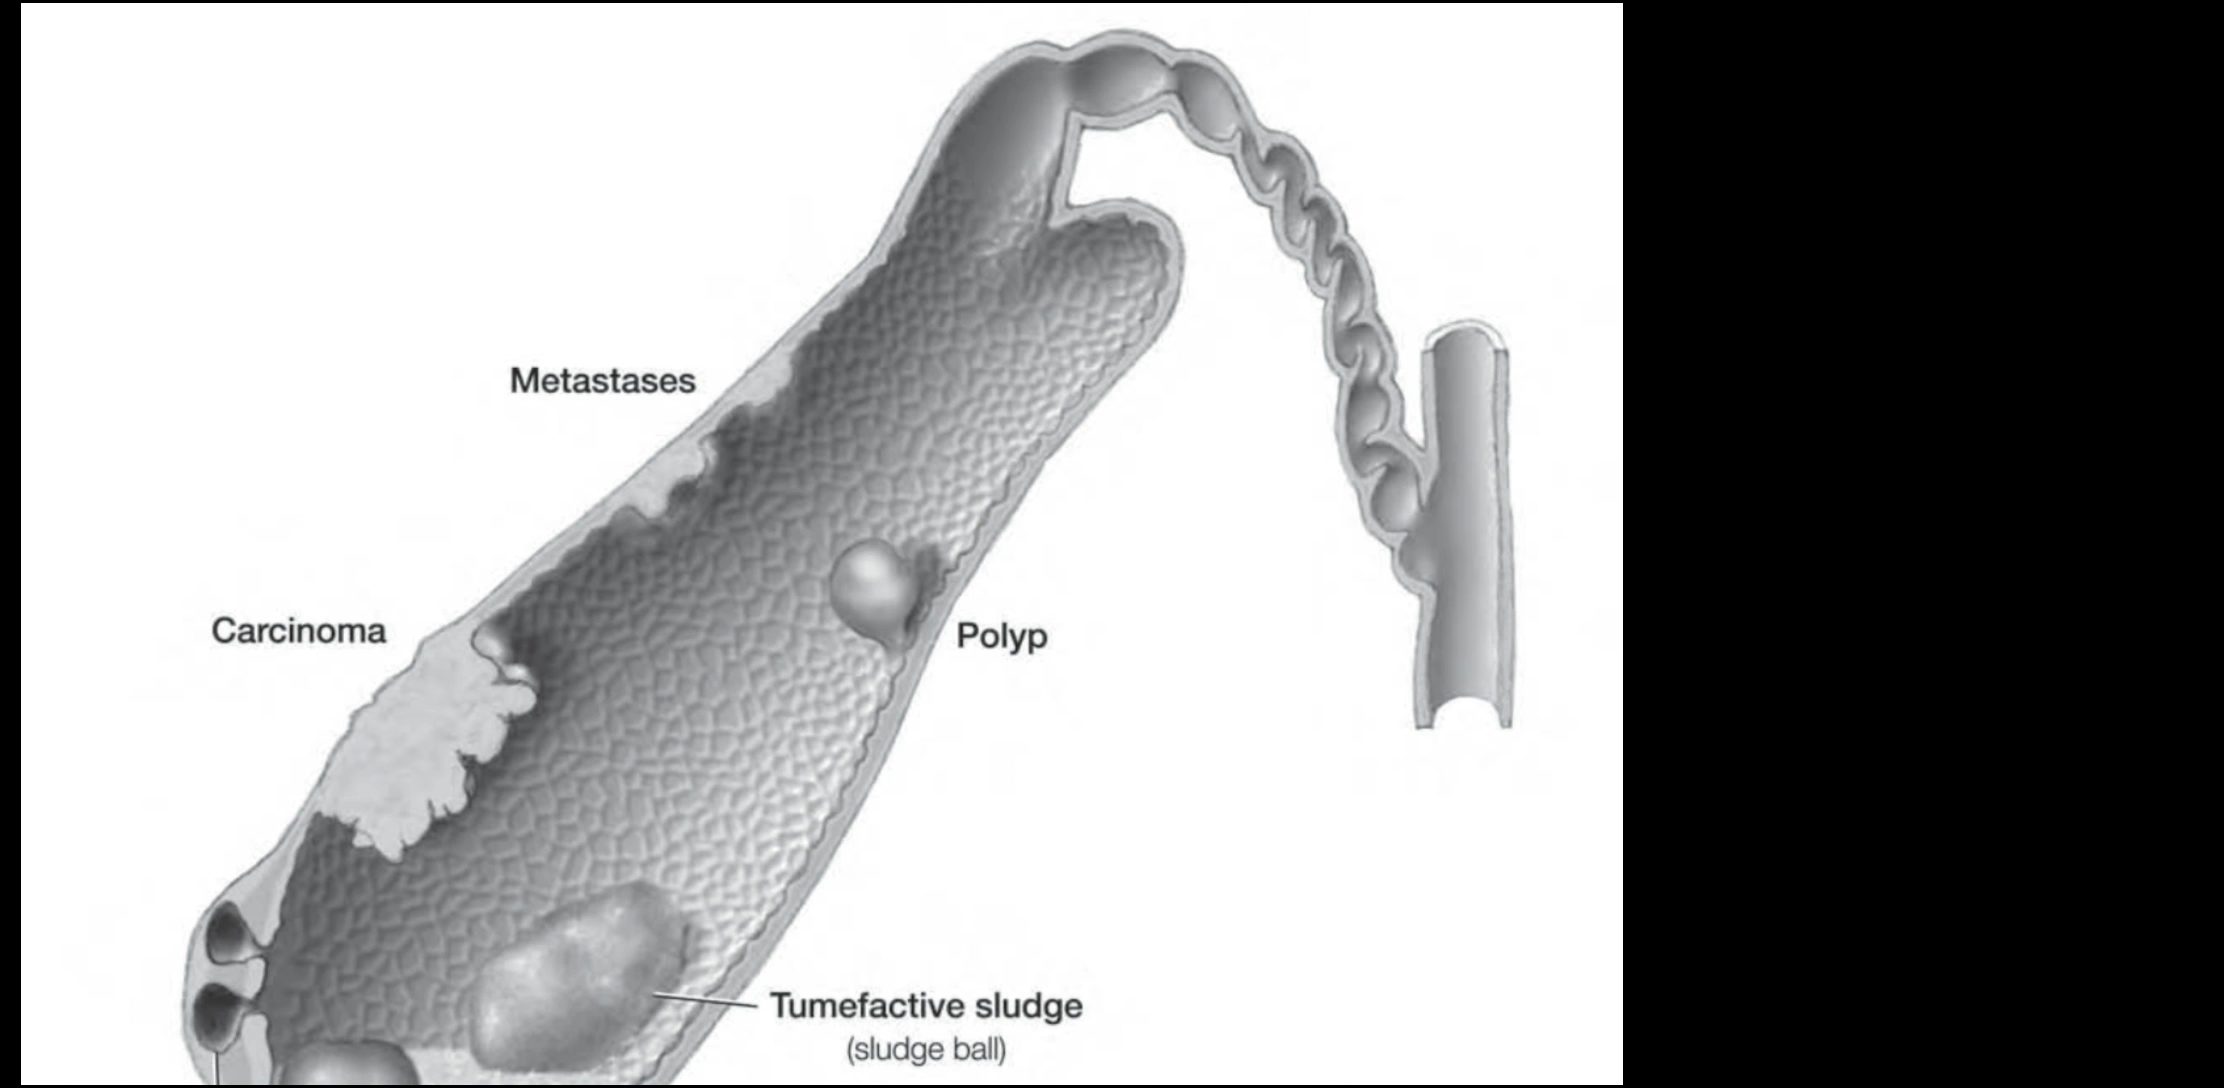 Metastases
Carcinoma
Polyp
Tumefactive sludge
(sludge ball)